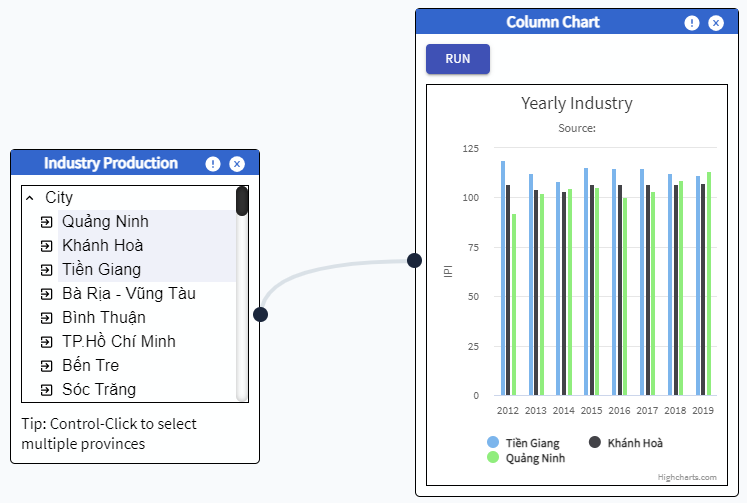 Column Chart
RUN
Yearly Industry
Source:
125
100
75
50
25
0
IPI
2012 2013 2014 2015 2016 2017 2018 2019
Tiền Giang Khánh Hoà
Quảng Ninh
Highcharts.com
Industry Production
City
Quảng Ninh
Khánh Hoà
Tiền Giang
Bà Rịa - Vũng Tàu
Bình Thuận
TP.Hồ Chí Minh
Bến Tre
Sóc Trăng
Tip: Control-Click to select
multiple provinces